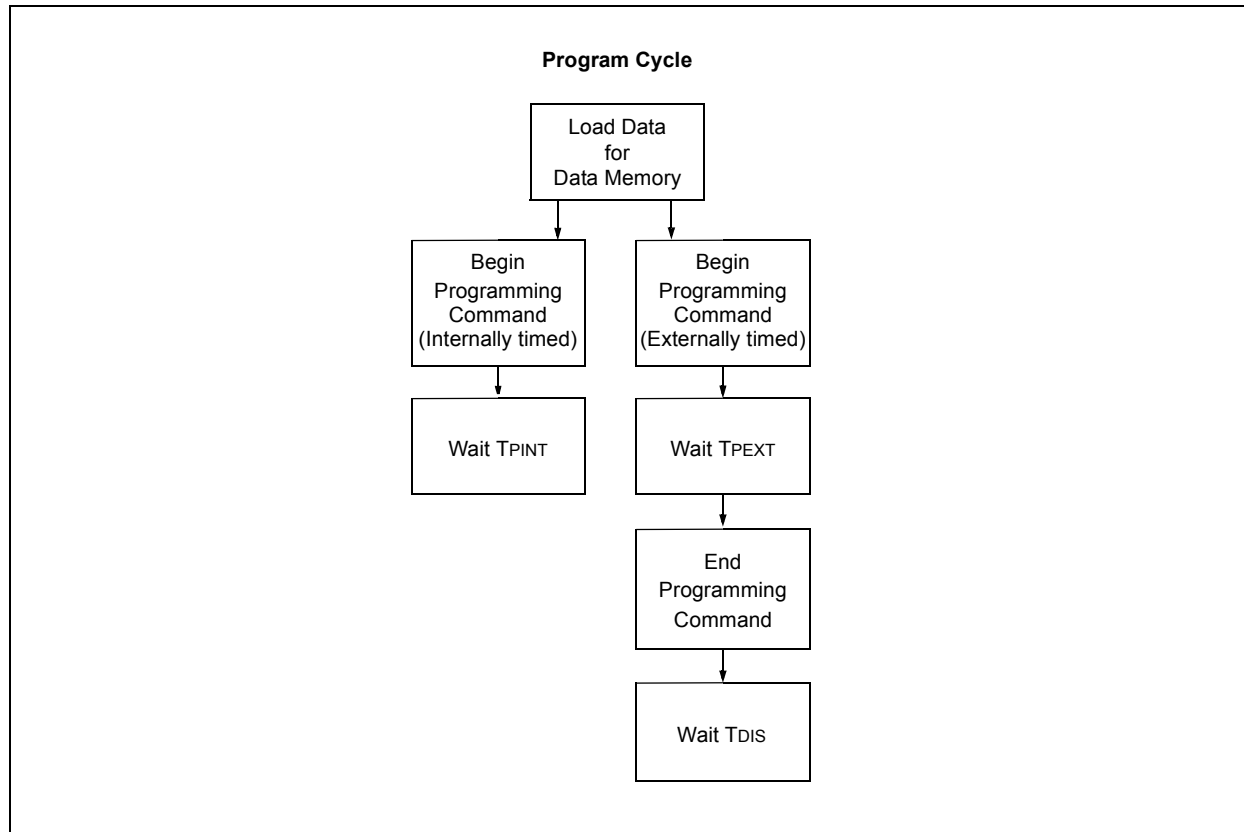 Program Cycle
Load Data
for
Data Memory
Begin
Programming
Command
(Internally timed)
Begin
Programming
Command
(Externally timed)
Wait TPINT
Wait TPEXT
End
Programming
Command
Wait TDIS